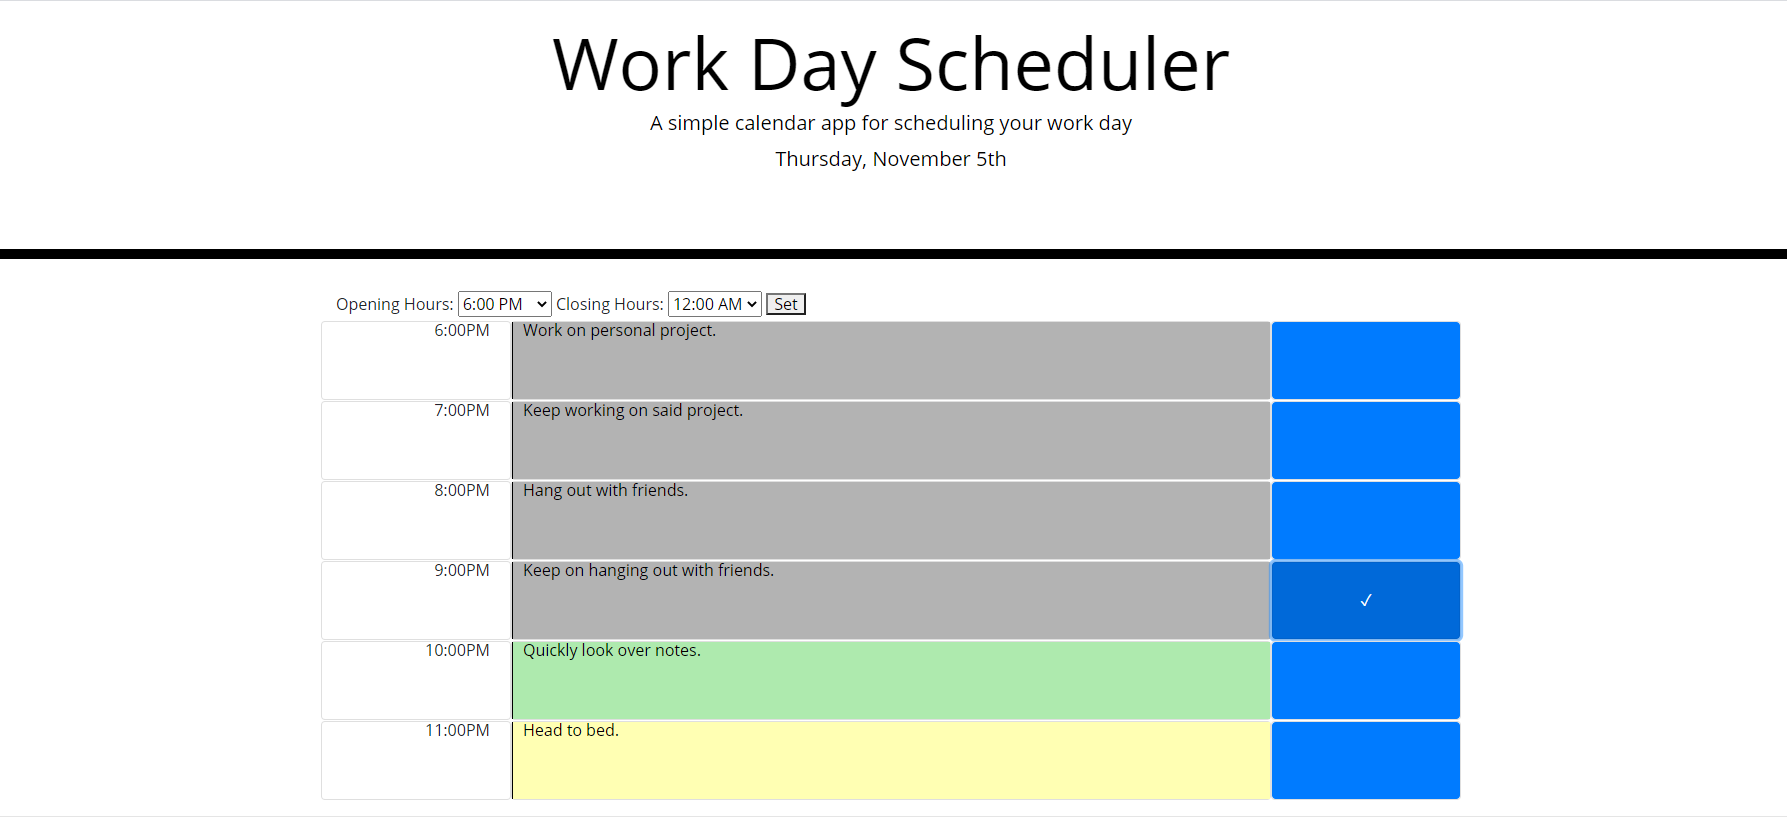 Work Day Scheduler
A simple calendar app for scheduling your work day
Thursday, November 5th
Opening Hours: 6:00 PM Closing Hours: 12:00 AM Set
6:00PM Work on personal project.
7:00PM Keep working on said project.
8:00PM Hang out with friends.
9:00PM Keep on hanging out with friends. ✓
10:00PM Quickly look over notes.
11:00PM Head to bed.